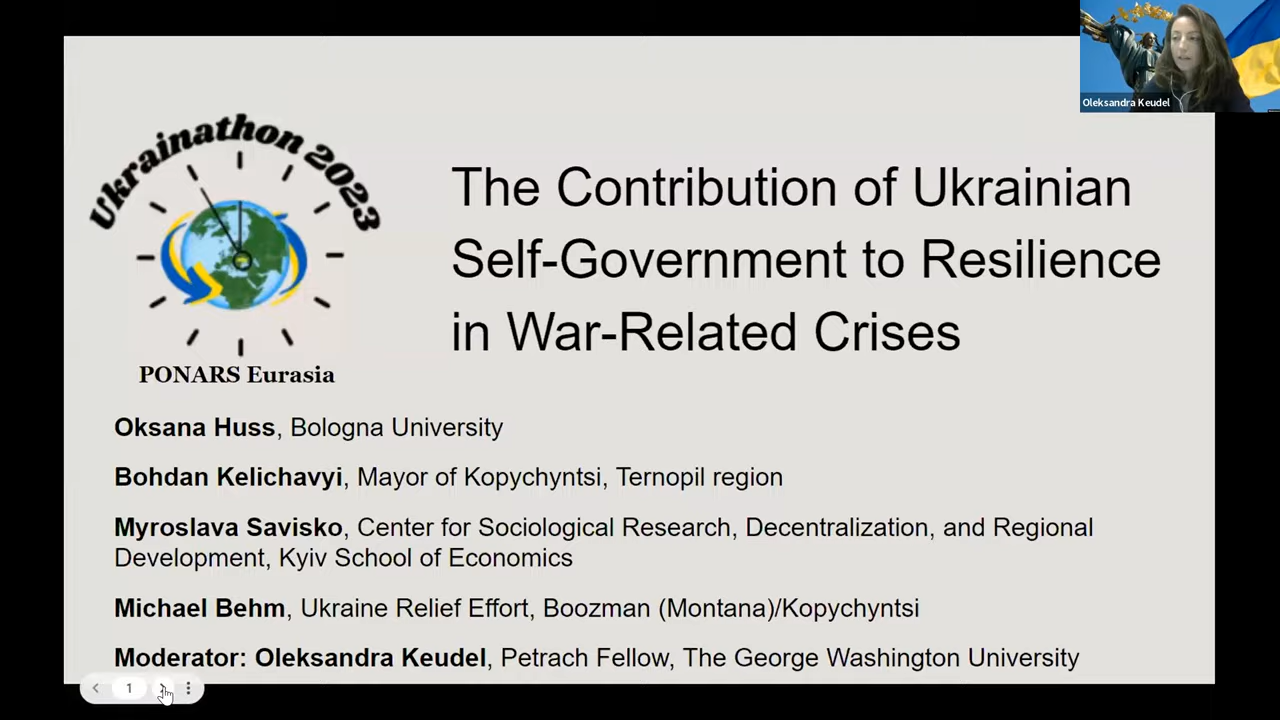 Oleksandra Keudel
Ukrainathon 2023
PONARS Eurasia
The Contribution of Ukrainian
Self-Government to Resilience
in War-Related Crises
Oksana Huss, Bologna University
Bohdan Kelichavyi, Mayor of Kopychyntsi, Ternopil region
Myroslava Savisko, Center for Sociological Research, Decentralization, and Regional
Development, Kyiv School of Economics
Michael Behm, Ukraine Relief Effort, Boozman (Montana)/Kopychyntsi
Moderator: Oleksandra Keudel, Petrach Fellow, The George Washington University
1